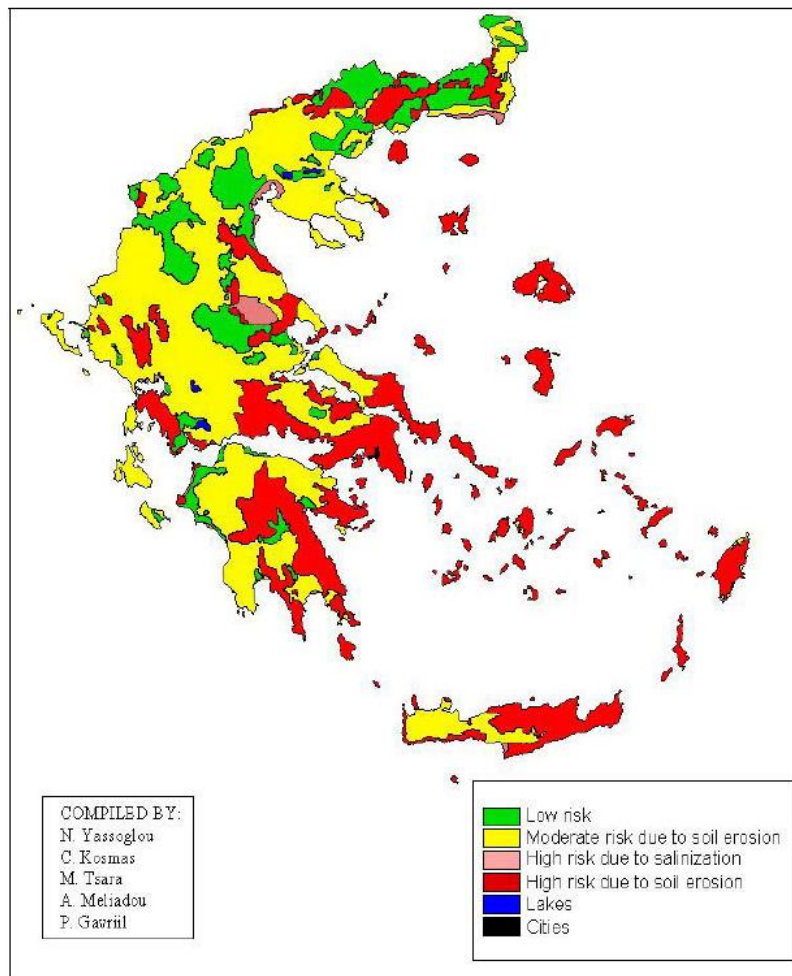 COMPILED BY:
N. Yassoglou
C. Kosmas
M. Tsara
A. Meliadou
P. Gavriil
Low risk
Moderate risk due to soil erosion
High risk due to salinization
High risk due to soil erosion
Lakes
Cities